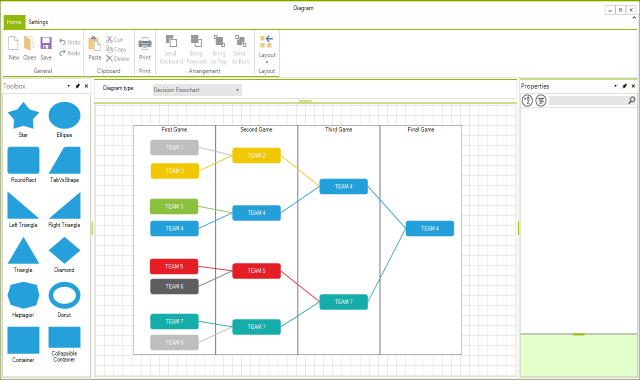 Diagram
Home Settings
New Open Save Undo Redo
General
Paste Cut Copy Delete
Clipboard
Print
Print
Send Backward Bring Forward Bring to Top Send to Back
Arrangement
Layout
Layout
Toolbox
Star Ellipse
RoundRect TabVsShape
Left Triangle Right Triangle
Triangle Diamond
Heptagon Donut
Container Collapsible Container
Diagram type: Decision Flowchart
First Game Second Game Third Game Final Game
TEAM 1
TEAM 2
TEAM 2
TEAM 3
TEAM 4
TEAM 4
TEAM 4
TEAM 4
TEAM 5
TEAM 6
TEAM 5
TEAM 7
TEAM 7
TEAM 8
TEAM 7
Properties